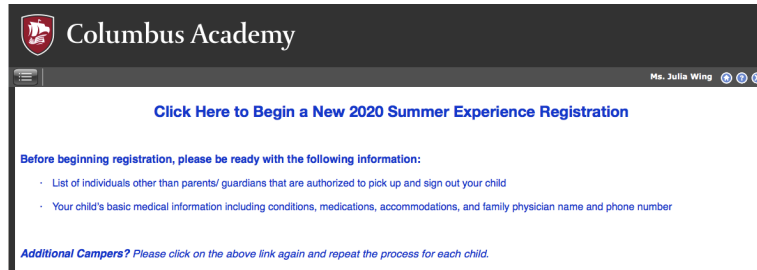 Columbus Academy
Ms. Julia Wing
Click Here to Begin a New 2020 Summer Experience Registration
Before beginning registration, please be ready with the following information:
· List of individuals other than parents/ guardians that are authorized to pick up and sign out your child
· Your child's basic medical information including conditions, medications, accommodations, and family physician name and phone number
Additional Campers? Please click on the above link again and repeat the process for each child.